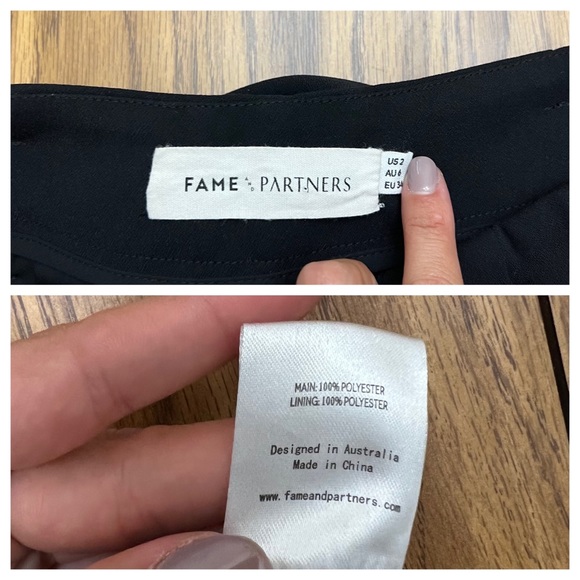 FAME AND PARTNERS
US 2
AU 6
EU 34
MAIN: 100% POLYESTER
LINING: 100% POLYESTER
Designed in Australia
Made in China
www.fameandpartners.com